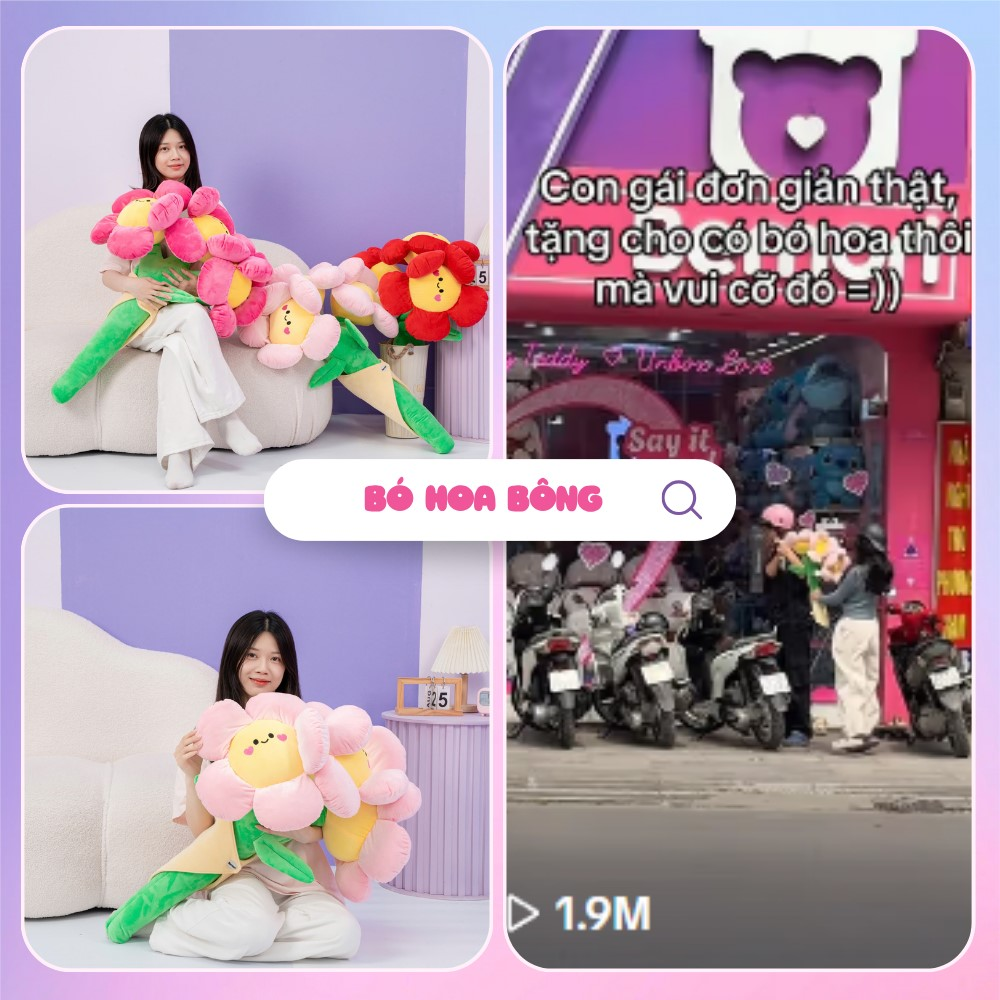 Con gái đơn giản thật,
tặng cho có bó hoa thôi
mà vui cỡ đó =))
Bemori
Teddy ♡ Unbox Love
Say it
BÓ HOA BÔNG
25
1.9M